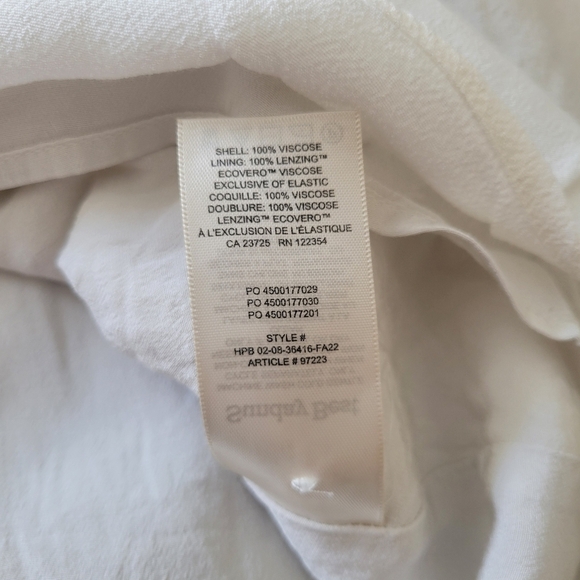 SHELL: 100% VISCOSE
LINING: 100% LENZING™
ECOVERO™ VISCOSE
EXCLUSIVE OF ELASTIC
COQUILLE: 100% VISCOSE
DOUBLURE: 100% VISCOSE
LENZING™ ECOVERO™
À L'EXCLUSION DE L'ÉLASTIQUE
CA 23725 RN 122354
PO 4500177029
PO 4500177030
PO 4500177201
STYLE #
HPB 02-08-36416-FA22
ARTICLE # 97223
Sunday Best